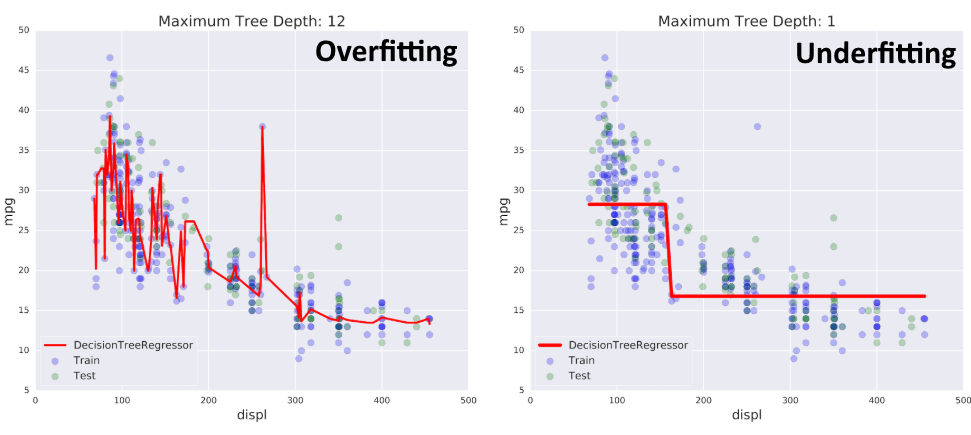 Maximum Tree Depth: 12
Overfitting
50
45
40
35
30
25
20
15
10
5
mpg
DecisionTreeRegressor
Train
Test
0
100
200
300
400
500
displ
Maximum Tree Depth: 1
Underfitting
50
45
40
35
30
25
20
15
10
5
mpg
DecisionTreeRegressor
Train
Test
0
100
200
300
400
500
displ